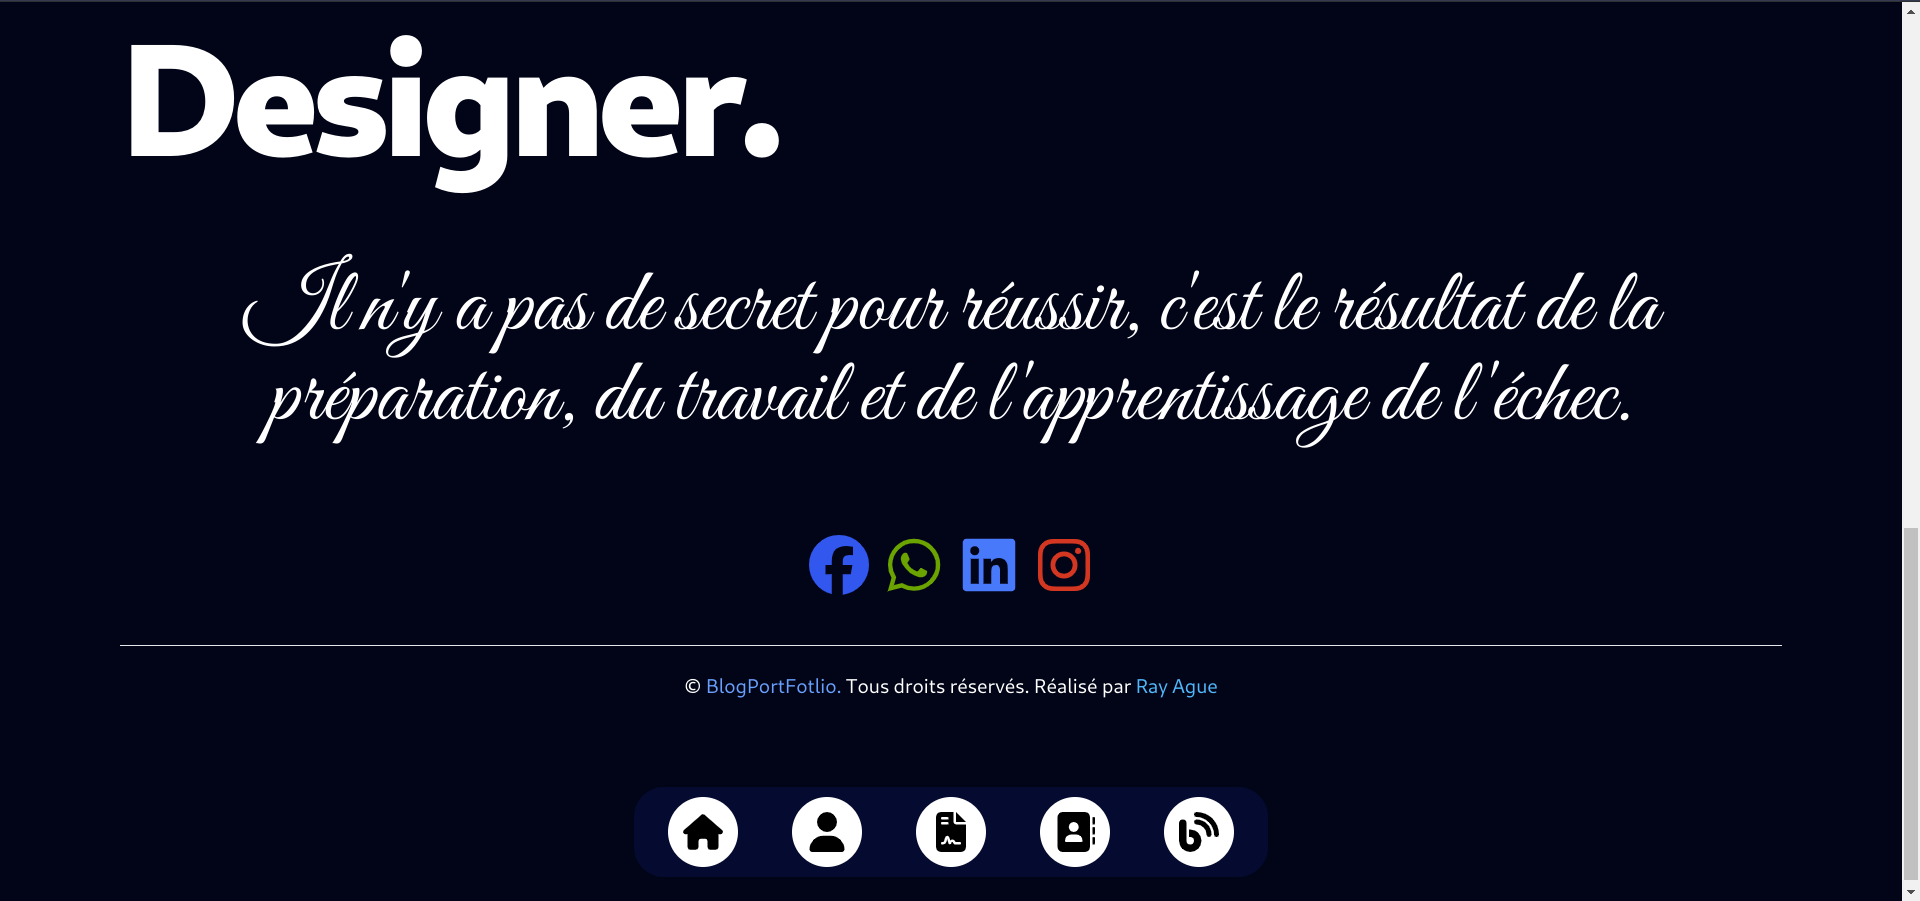 Designer.
Il n'y a pas de secret pour réussir, c'est le résultat de la
préparation, du travail et de l'apprentissage de l'échec.
© BlogPortFotlio. Tous droits réservés. Réalisé par Ray Ague